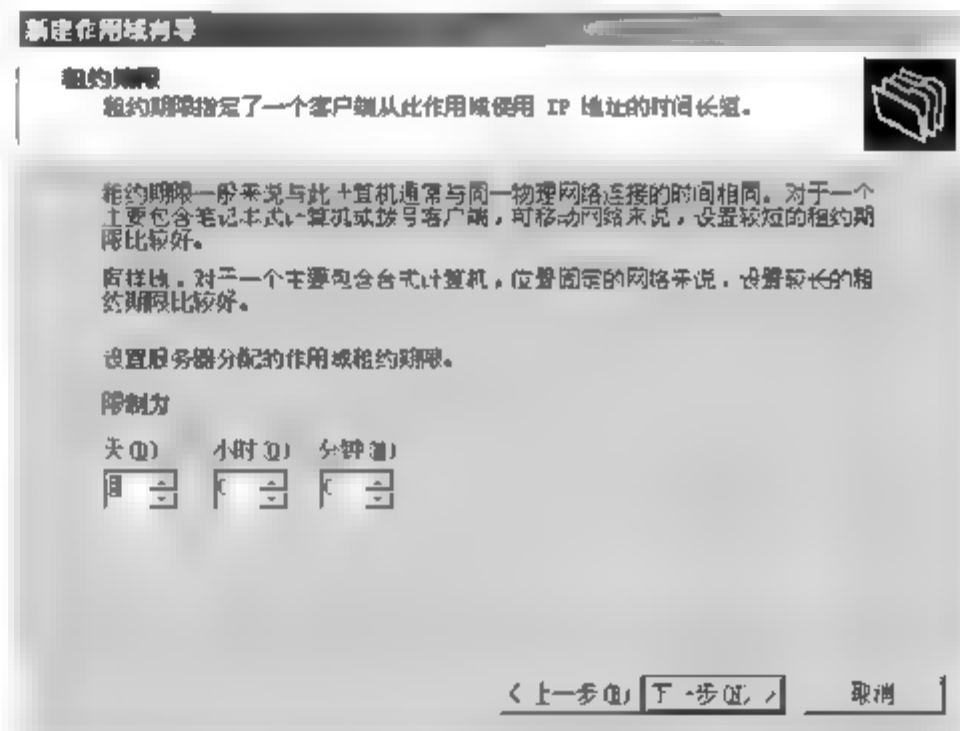 新建作用域向导
租约期限
租约期限指定了一个客户端从此作用域使用 IP 地址的时间长短。
租约期限一般来说与此计算机通常与同一物理网络连接的时间相同。对于一个
主要包含笔记本式计算机或拨号客户端，可移动网络来说，设置较短的租约期
限比较好。
同样地，对于一个主要包含台式计算机，位置固定的网络来说，设置较长的租
约期限比较好。
设置服务器分配的作用域租约期限。
限制为
天(D) 小时(O) 分钟(M)
0 0
< 上一步(B) 下一步(N) > 取消